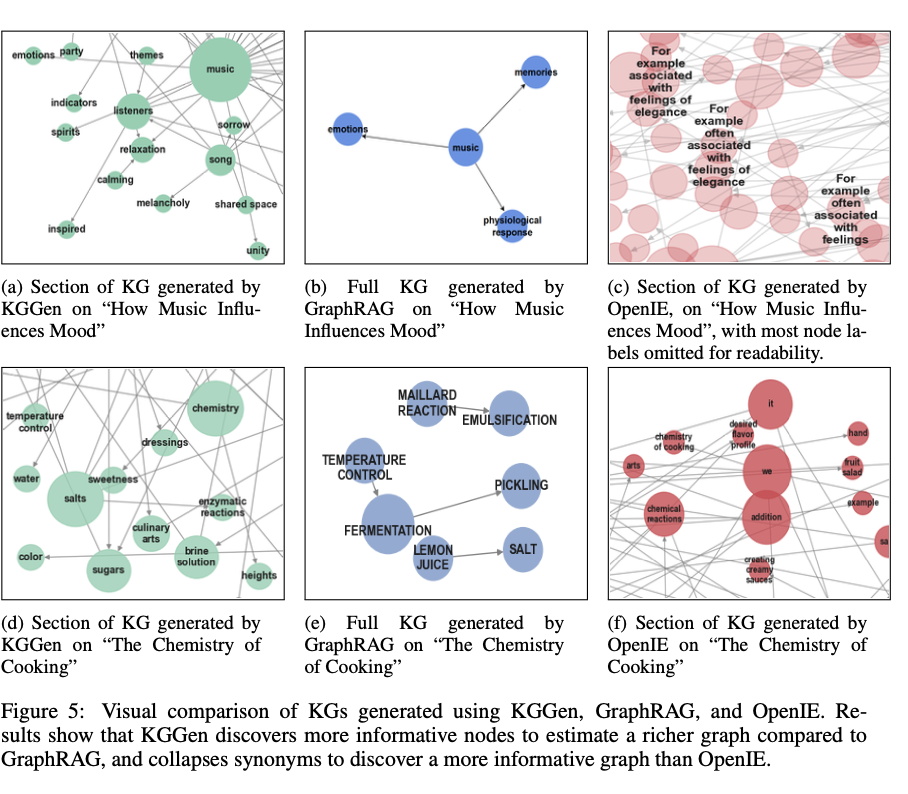 emotions
party
themes
music
indicators
listeners
spirits
sorrow
relaxation
song
calming
melancholy
shared space
inspired
unity
memories
emotions
music
physiological
response
For
example
associated
with
feelings of
elegance
For
example
often
associated
with
feelings of
elegance
For
example
often
associated
with
feelings
(a) Section of KG generated by
KGGen on “How Music Influ-
ences Mood”
(b) Full KG generated by
GraphRAG on “How Music
Influences Mood”
(c) Section of KG generated by
OpenIE, on “How Music Influ-
ences Mood”, with most node la-
bels omitted for readability.
temperature
control
chemistry
dressings
water
sweetness
salts
enzymatic
reactions
culinary
arts
color
sugars
brine
solution
heights
MAILLARD
REACTION
EMULSIFICATION
TEMPERATURE
CONTROL
PICKLING
FERMENTATION
LEMON
JUICE
SALT
it
chemistry
of cooking
desired
flavor
profile
hand
arts
we
fruit
salad
chemical
reactions
addition
example
sa
creating
creamy
sauces
(d) Section of KG generated by
KGGen on “The Chemistry of
Cooking”
(e) Full KG generated by
GraphRAG on “The Chemistry
of Cooking”
(f) Section of KG generated by
OpenIE on “The Chemistry of
Cooking”
Figure 5: Visual comparison of KGs generated using KGGen, GraphRAG, and OpenIE. Re-
sults show that KGGen discovers more informative nodes to estimate a richer graph compared to
GraphRAG, and collapses synonyms to discover a more informative graph than OpenIE.